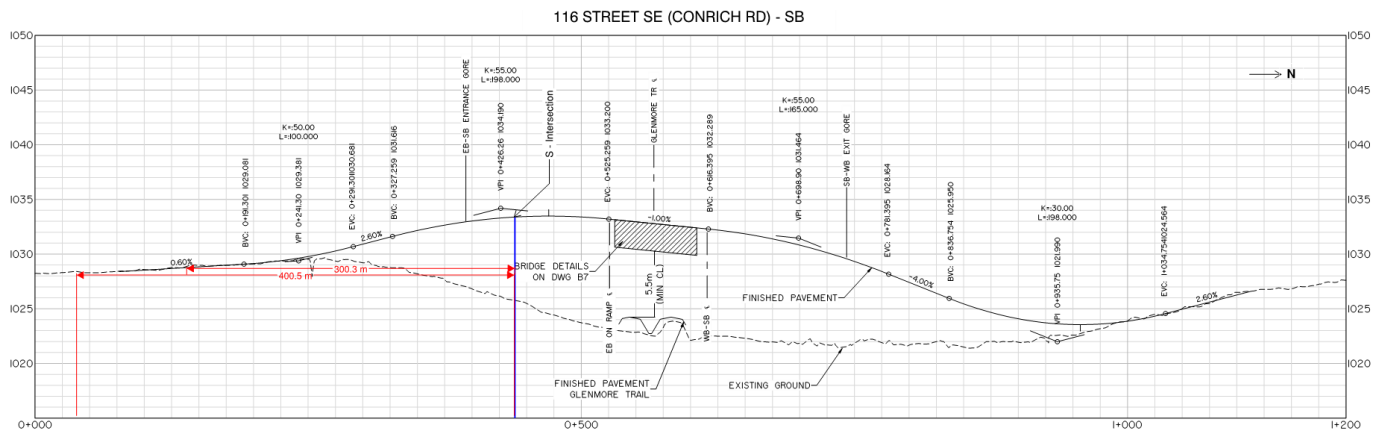 116 STREET SE (CONRICH RD) - SB
1050
1050
1045
1045
1040
1040
1035
1035
1030
1030
1025
1025
1020
1020
N
K=:50.00
L=:100.000
K=:55.00
L=:198.000
K=:55.00
L=:165.000
K=:30.00
L=:198.000
BVC: 0+191.301 1029.081
VPI 0+241.30 1029.381
EVC: 0+291.301 1030.681
BVC: 0+327.259 1031.616
EB-SB ENTRANCE GORE
VPI 0+426.26 1034.190
S - Intersection
EVC: 0+525.259 1033.200
GLENMORE TR
BVC: 0+616.395 1032.289
VPI 0+698.90 1031.464
SB-WB EXIT GORE
EVC: 0+781.395 1028.164
BVC: 0+836.754 1025.950
VPI 0+935.75 1021.990
EVC: 1+034.754 1024.564
0.60%
2.60%
-1.00%
-4.00%
2.60%
300.3 m
400.5 m
BRIDGE DETAILS
ON DWG B7
5.5m
(MIN CL)
EB ON RAMP
WB-SB
FINISHED PAVEMENT
FINISHED PAVEMENT
GLENMORE TRAIL
EXISTING GROUND
0+000
0+500
1+000
1+200